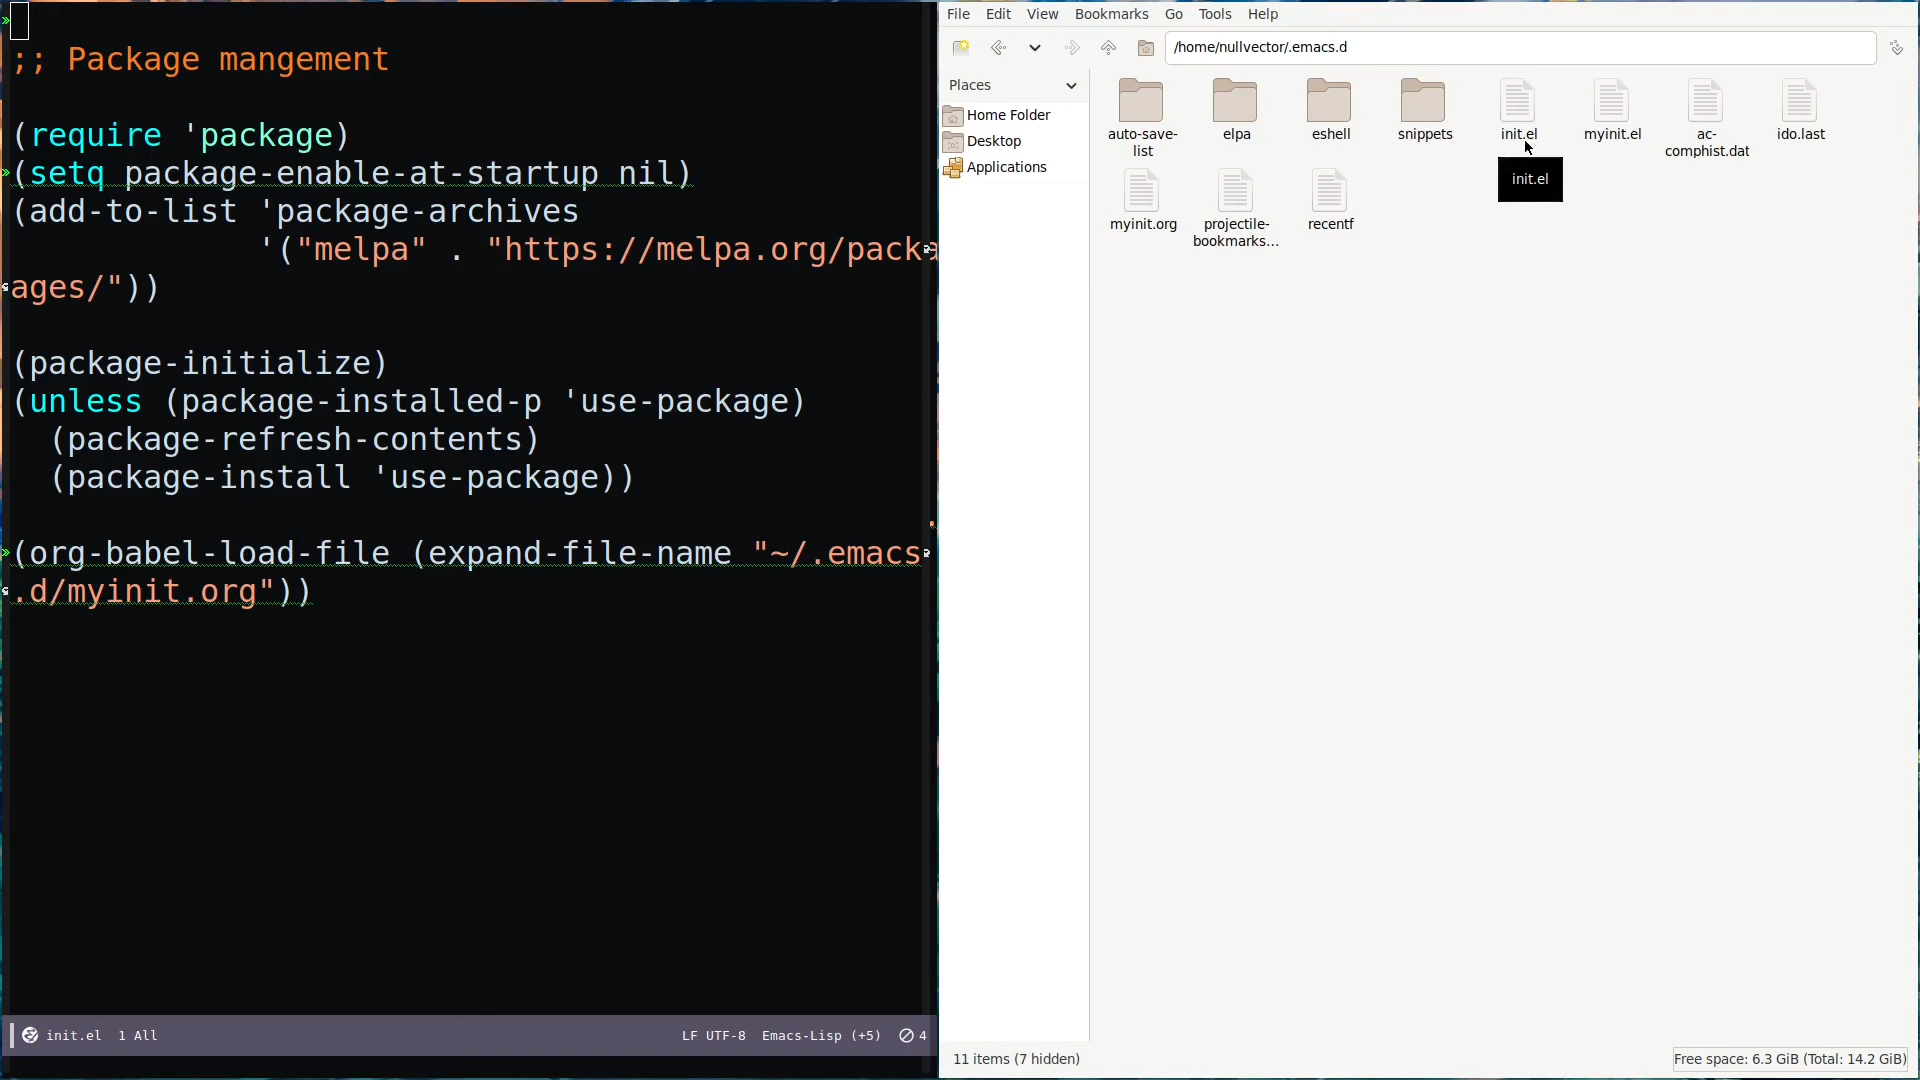 ;; Package mangement
(require 'package)
(setq package-enable-at-startup nil)
(add-to-list 'package-archives
'("melpa" . "https://melpa.org/packa
ages/"))
(package-initialize)
(unless (package-installed-p 'use-package)
(package-refresh-contents)
(package-install 'use-package))
(org-babel-load-file (expand-file-name "~/.emacs
.d/myinit.org"))
init.el 1 All LF UTF-8 Emacs-Lisp (+5) 4
File Edit View Bookmarks Go Tools Help
/home/nullvector/.emacs.d
Places
Home Folder
Desktop
Applications
auto-save-
list
elpa
eshell
snippets
init.el
myinit.el
ac-
comphist.dat
ido.last
init.el
myinit.org
projectile-
bookmarks...
recentf
11 items (7 hidden)
Free space: 6.3 GiB (Total: 14.2 GiB)